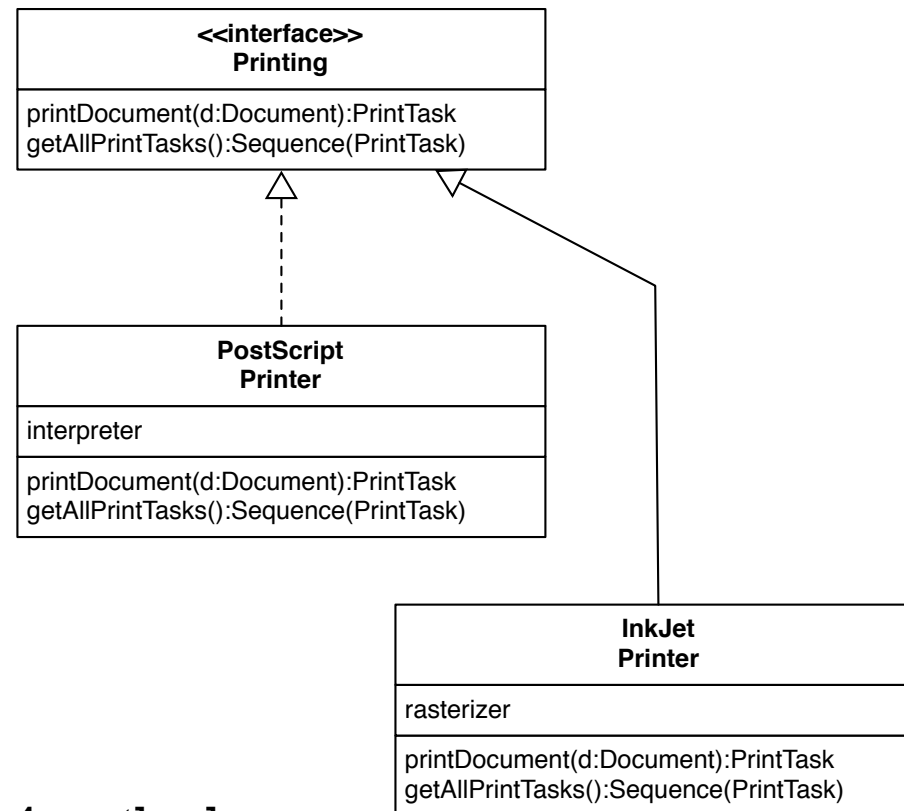 <<interface>>
Printing
printDocument(d:Document):PrintTask
getAllPrintTasks():Sequence(PrintTask)
PostScript
Printer
interpreter
printDocument(d:Document):PrintTask
getAllPrintTasks():Sequence(PrintTask)
InkJet
Printer
rasterizer
printDocument(d:Document):PrintTask
getAllPrintTasks():Sequence(PrintTask)